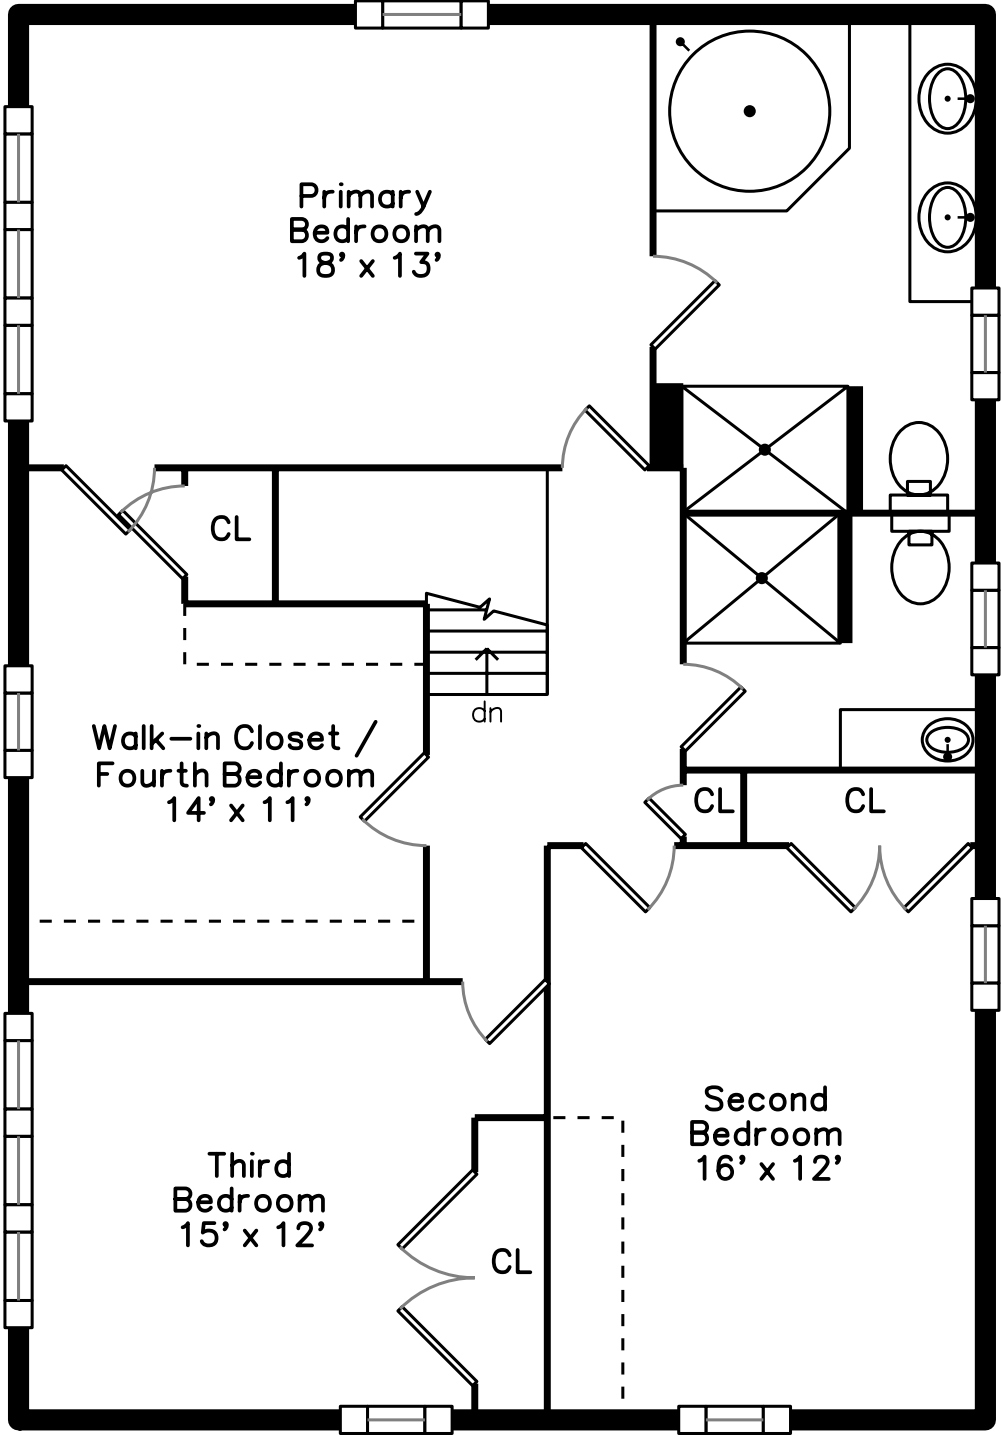 Primary
Bedroom
18' x 13'
CL
dn
Walk-in Closet /
Fourth Bedroom
14' x 11'
CL
CL
Second
Bedroom
16' x 12'
Third
Bedroom
15' x 12'
CL